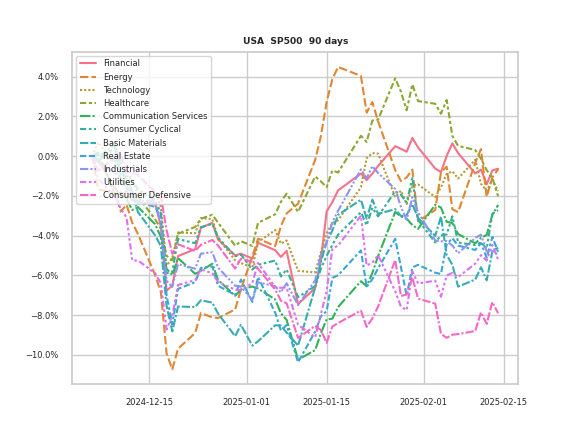 USA  SP500  90 days
Financial
Energy
Technology
Healthcare
Communication Services
Consumer Cyclical
Basic Materials
Real Estate
Industrials
Utilities
Consumer Defensive
4.0%
2.0%
0.0%
−2.0%
−4.0%
−6.0%
−8.0%
−10.0%
2024-12-15
2025-01-01
2025-01-15
2025-02-01
2025-02-15